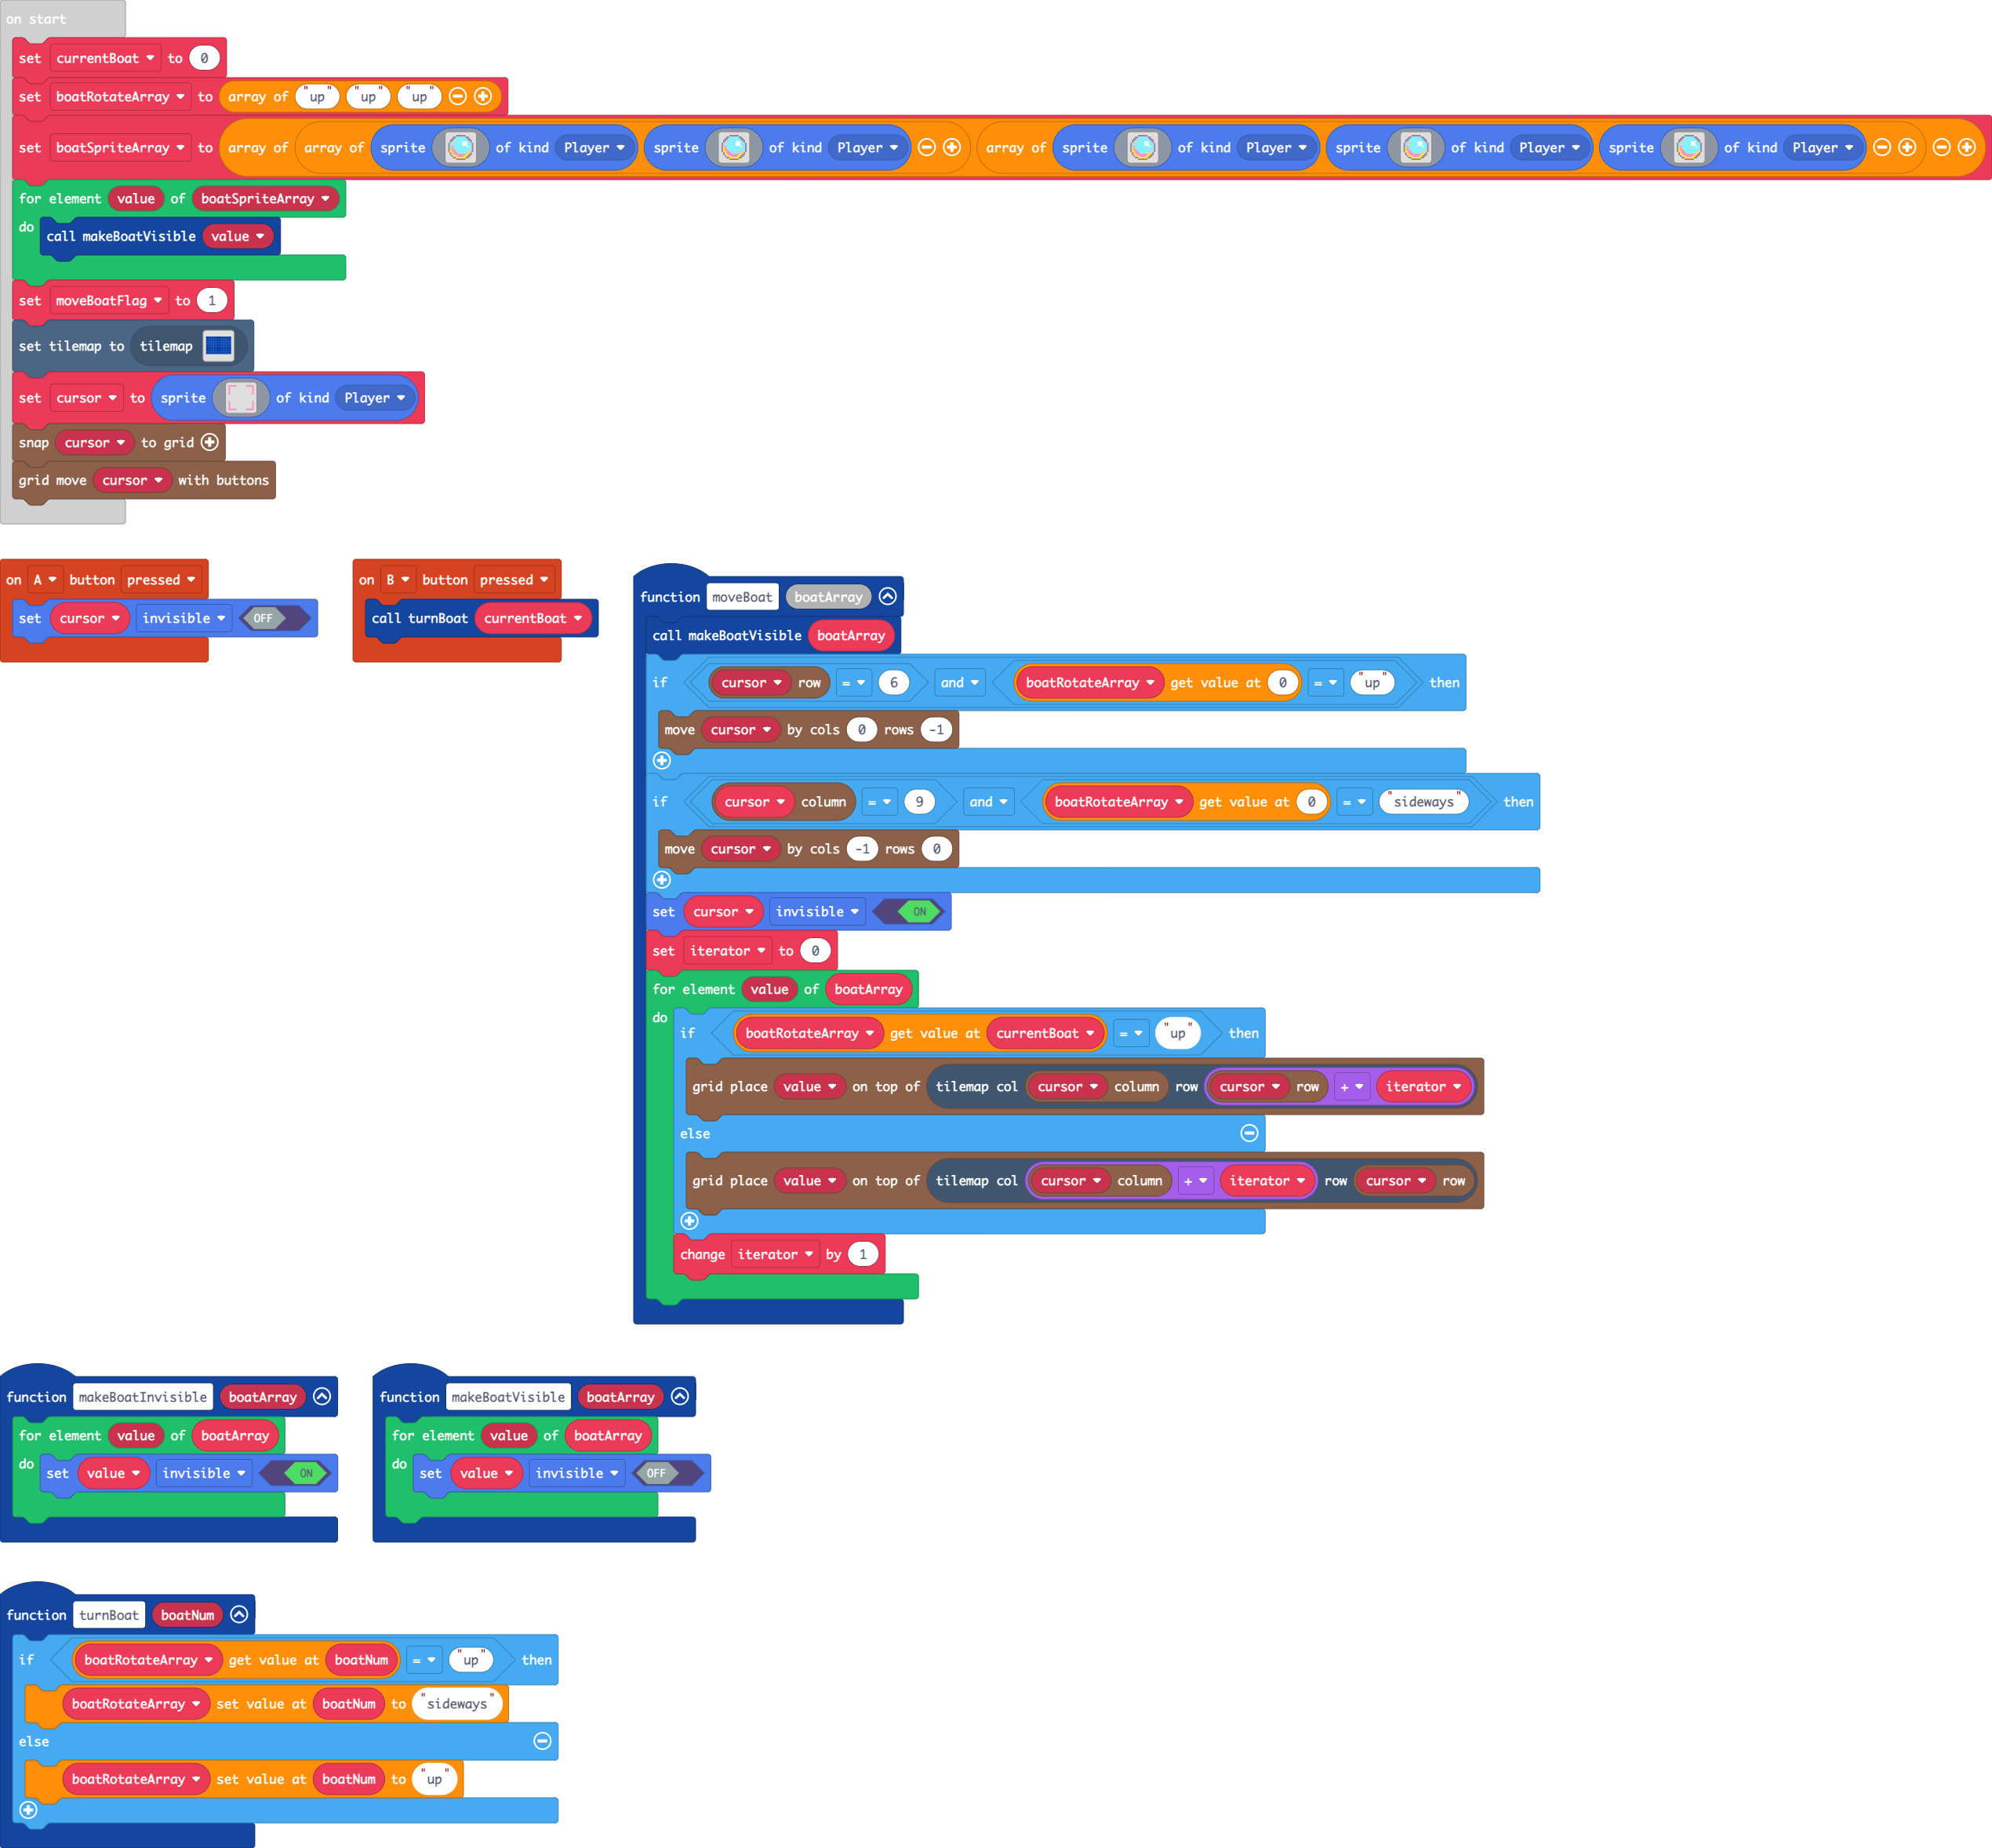 on start
set currentBoat to 0
set boatRotateArray to array of "up" "up" "up"
set boatSpriteArray to array of array of sprite of kind Player sprite of kind Player array of sprite of kind Player sprite of kind Player sprite of kind Player
for element value of boatSpriteArray
do call makeBoatVisible value
set moveBoatFlag to 1
set tilemap to tilemap
set cursor to sprite of kind Player
snap cursor to grid
grid move cursor with buttons
on A button pressed
set cursor invisible OFF
on B button pressed
call turnBoat currentBoat
function moveBoat boatArray
call makeBoatVisible boatArray
if cursor row = 6 and boatRotateArray get value at 0 = "up" then
move cursor by cols 0 rows -1
if cursor column = 9 and boatRotateArray get value at 0 = "sideways" then
move cursor by cols -1 rows 0
set cursor invisible ON
set iterator to 0
for element value of boatArray
do if boatRotateArray get value at currentBoat = "up" then
grid place value on top of tilemap col cursor column row cursor row + iterator
else
grid place value on top of tilemap col cursor column + iterator row cursor row
change iterator by 1
function makeBoatInvisible boatArray
for element value of boatArray
do set value invisible ON
function makeBoatVisible boatArray
for element value of boatArray
do set value invisible OFF
function turnBoat boatNum
if boatRotateArray get value at boatNum = "up" then
boatRotateArray set value at boatNum to "sideways"
else
boatRotateArray set value at boatNum to "up"